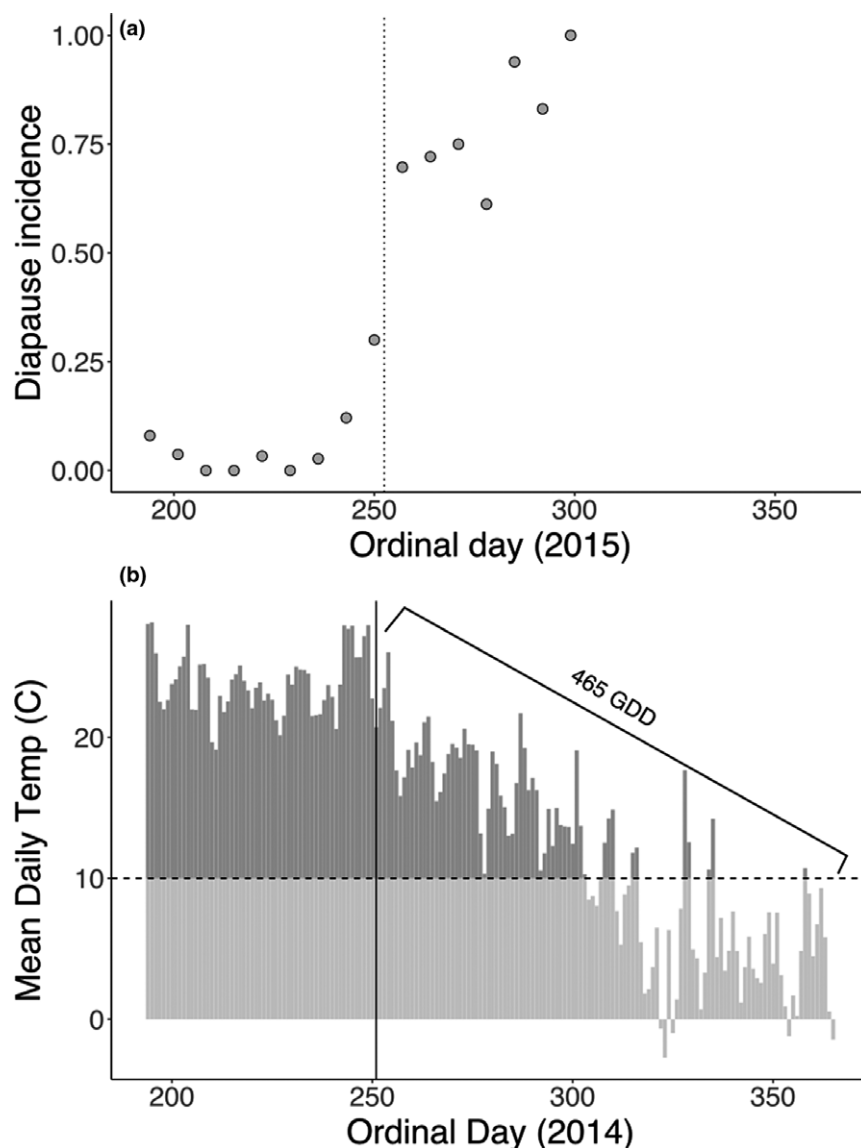 (a)
1.00
0.75
0.50
0.25
0.00
Diapause incidence
200 250 300 350
Ordinal day (2015)
(b)
465 GDD
20
10
0
Mean Daily Temp (C)
200 250 300 350
Ordinal Day (2014)